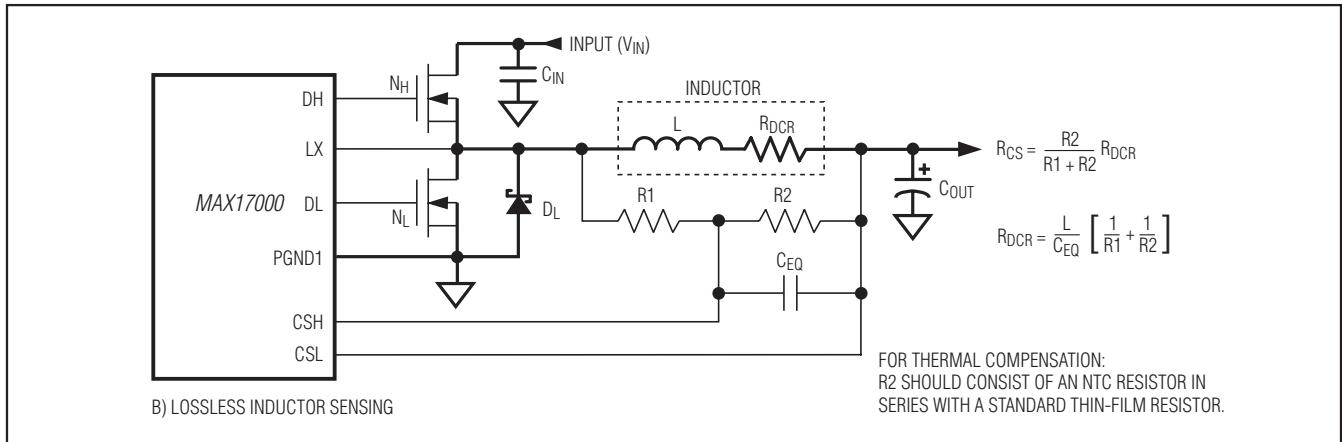 INPUT (VIN)
CIN
NH
DH
INDUCTOR
L
RDCR
LX
RCS = R2 / (R1 + R2) RDCR
COUT
+
MAX17000
DL
NL
DL
R1
R2
RDCR = L / CEQ [ 1 / R1 + 1 / R2 ]
PGND1
CEQ
CSH
CSL
FOR THERMAL COMPENSATION:
R2 SHOULD CONSIST OF AN NTC RESISTOR IN
SERIES WITH A STANDARD THIN-FILM RESISTOR.
B) LOSSLESS INDUCTOR SENSING